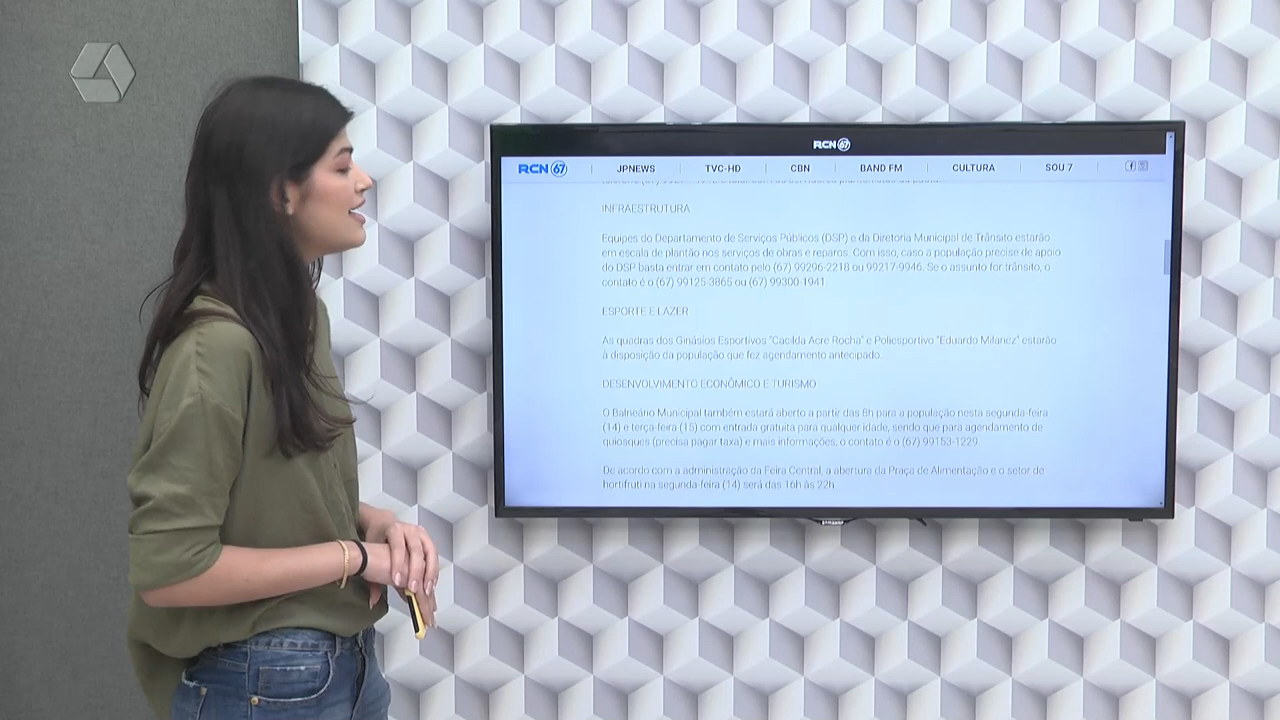 RCN 67
RCN 67 JPNEWS TVC-HD CBN BAND FM CULTURA SOU 7
INFRAESTRUTURA
Equipes do Departamento de Serviços Públicos (DSP) e da Diretoria Municipal de Trânsito estarão
em escala de plantão nos serviços de obras e reparos. Com isso, caso a população precise de apoio
do DSP basta entrar em contato pelo (67) 99296-2218 ou 99217-9946. Se o assunto for trânsito, o
contato é o (67) 99125-3865 ou (67) 99300-1941.
ESPORTE E LAZER
As quadras dos Ginásios Esportivos "Cacilda Acre Rocha" e Poliesportivo "Eduardo Milanez" estarão
à disposição da população que fez agendamento antecipado.
DESENVOLVIMENTO ECONÔMICO E TURISMO
O Balneário Municipal também estará aberto a partir das 8h para a população nesta segunda-feira
(14) e terça-feira (15) com entrada gratuita para qualquer idade, sendo que para agendamento de
quiosques (precisa pagar taxa) e mais informações, o contato é o (67) 99153-1229.
De acordo com a administração da Feira Central, a abertura da Praça de Alimentação e o setor de
hortifruti na segunda-feira (14) será das 16h às 22h.
SAMSUNG